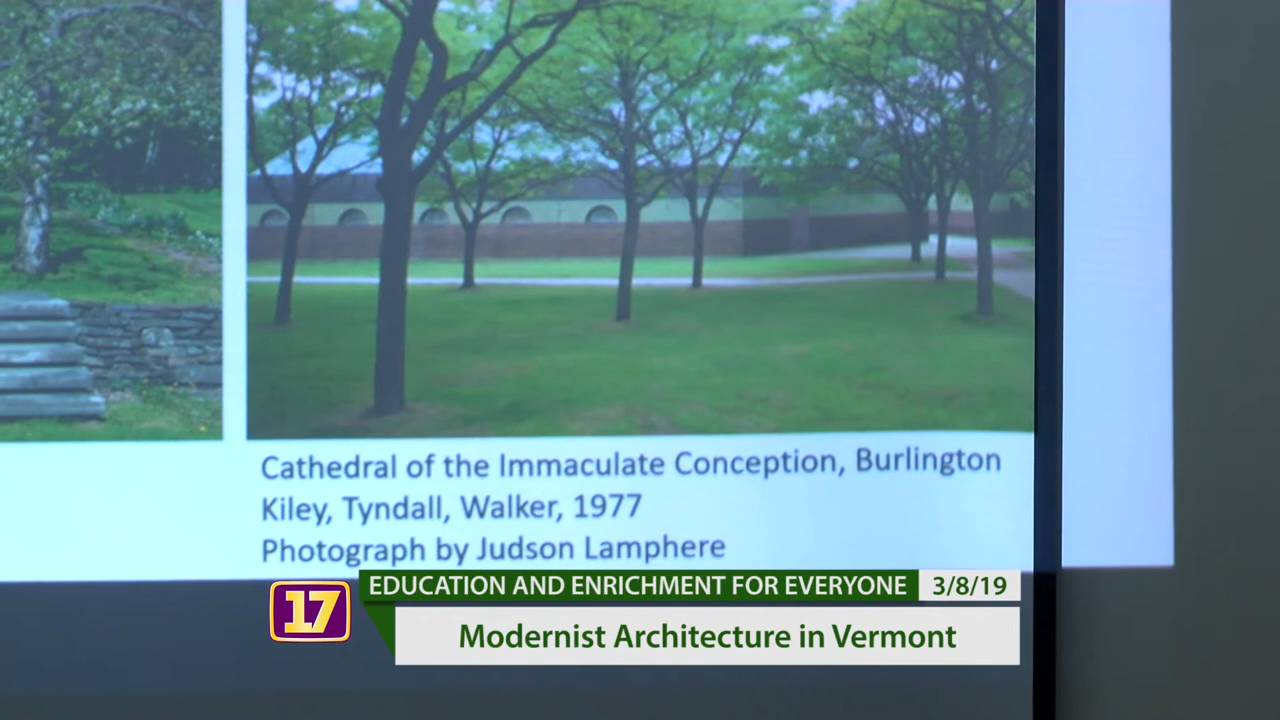 Cathedral of the Immaculate Conception, Burlington
Kiley, Tyndall, Walker, 1977
Photograph by Judson Lamphere
17
EDUCATION AND ENRICHMENT FOR EVERYONE 3/8/19
Modernist Architecture in Vermont